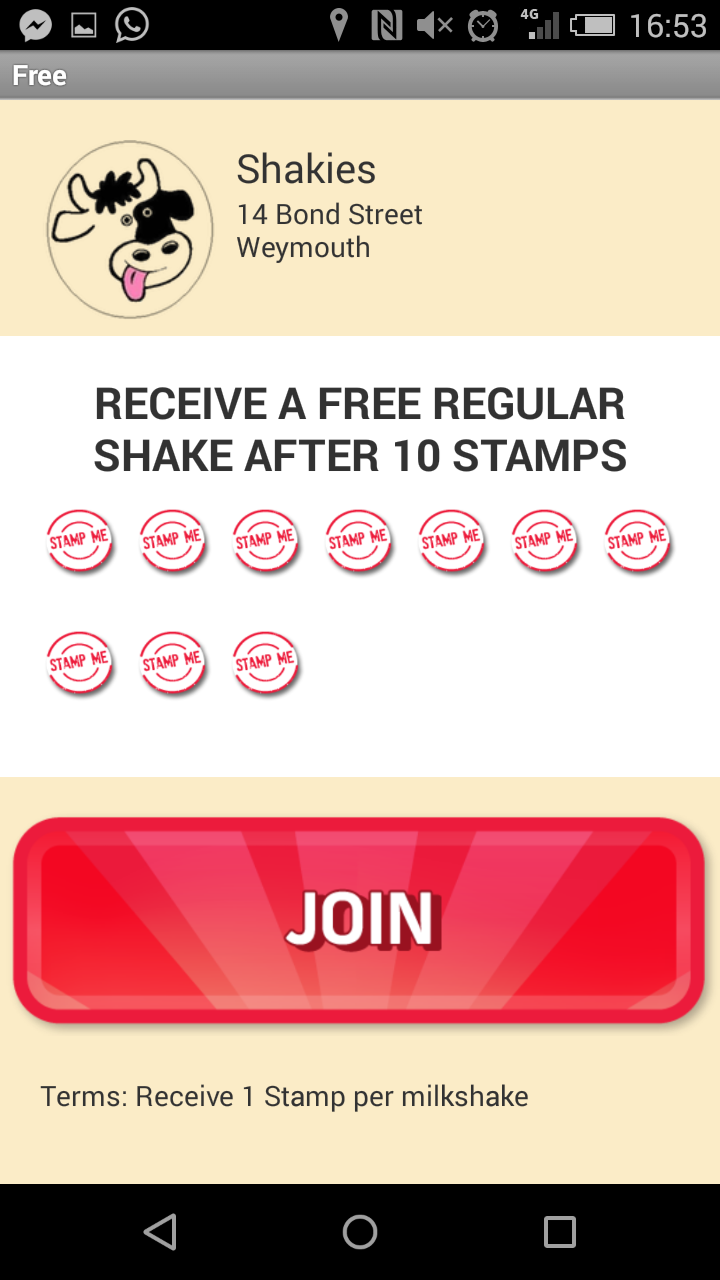 4G 16:53
Free
Shakies
14 Bond Street
Weymouth
RECEIVE A FREE REGULAR
SHAKE AFTER 10 STAMPS
STAMP ME STAMP ME STAMP ME STAMP ME STAMP ME STAMP ME STAMP ME
STAMP ME STAMP ME STAMP ME
JOIN
Terms: Receive 1 Stamp per milkshake